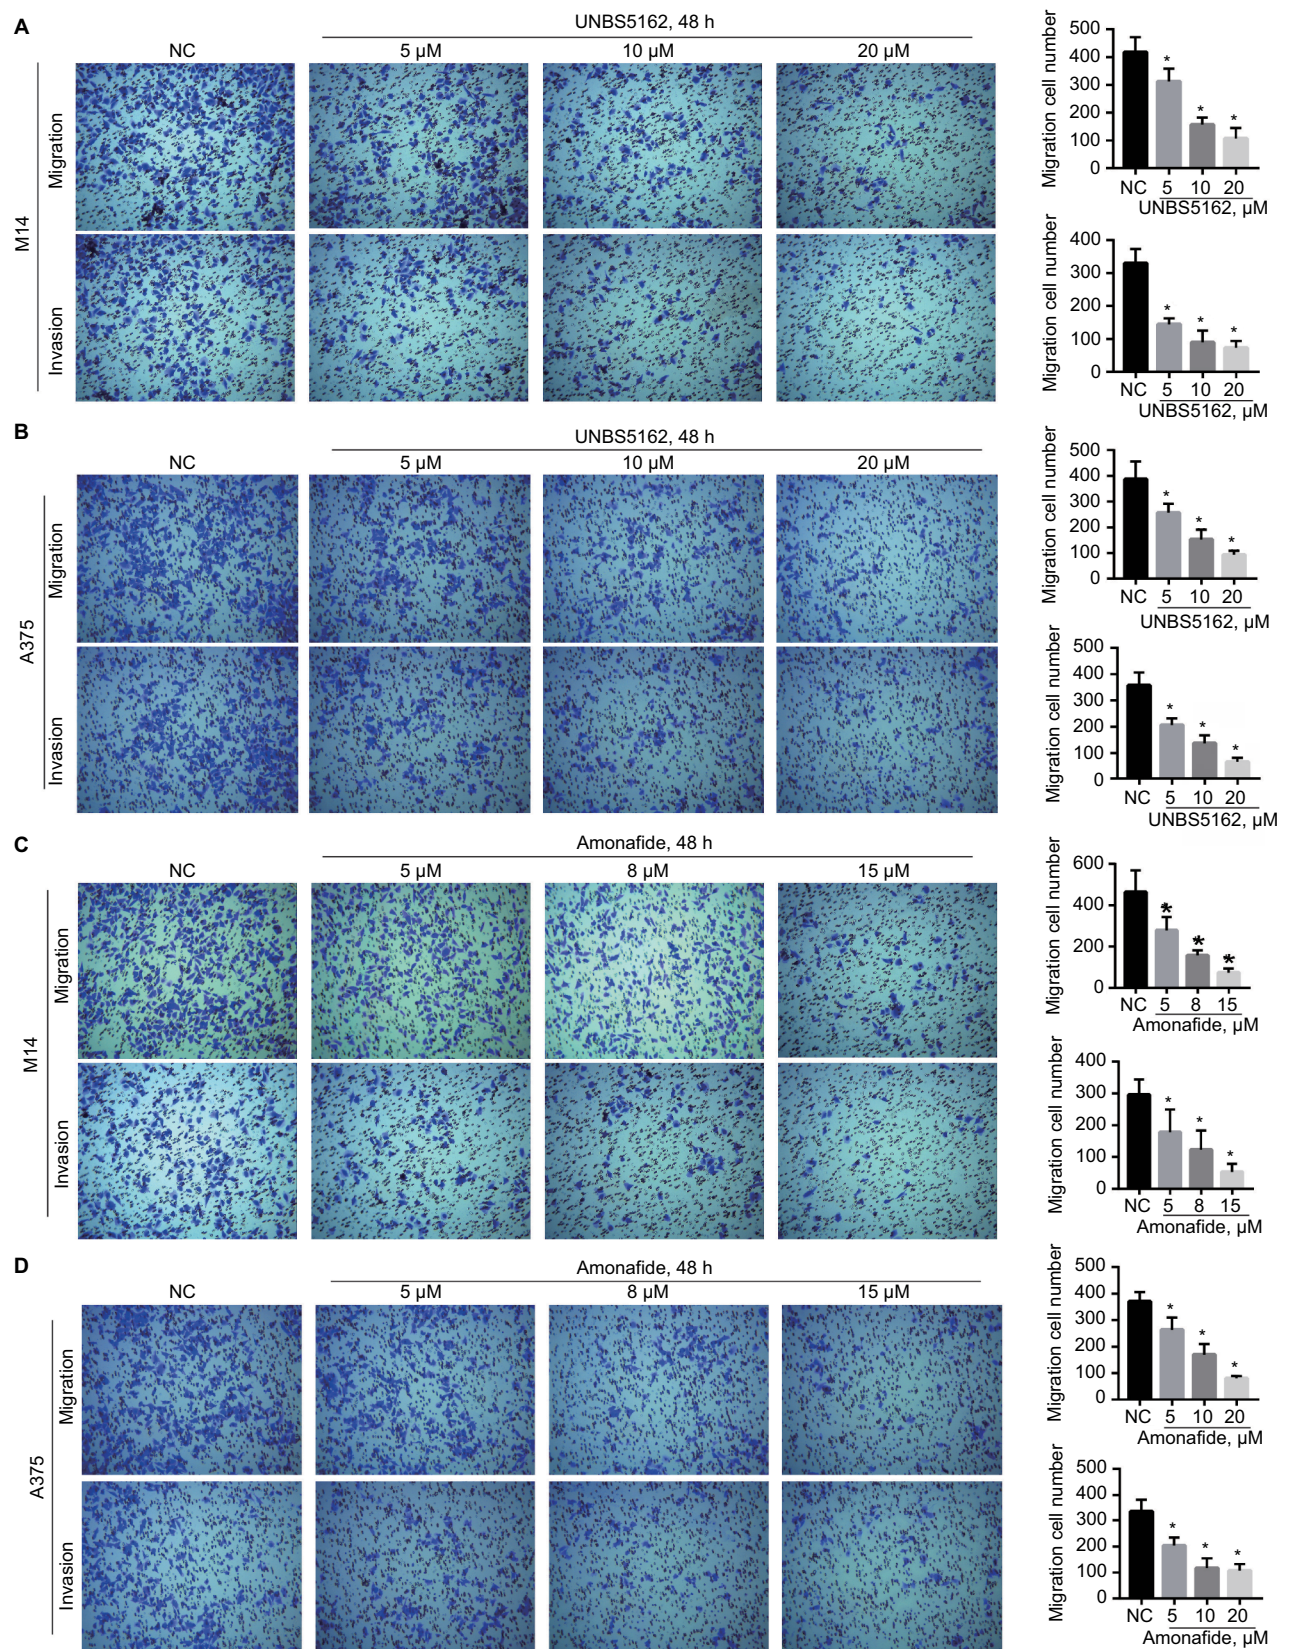 A
UNBS5162, 48 h
NC
5 µM
10 µM
20 µM
M14
Migration
Invasion
Migration cell number
500
400
300
200
100
0
*
*
*
NC
5
10
20
UNBS5162, µM
Migration cell number
400
300
200
100
0
*
*
*
NC
5
10
20
UNBS5162, µM
B
UNBS5162, 48 h
NC
5 µM
10 µM
20 µM
A375
Migration
Invasion
Migration cell number
500
400
300
200
100
0
*
*
*
NC
5
10
20
UNBS5162, µM
Migration cell number
500
400
300
200
100
0
*
*
*
NC
5
10
20
UNBS5162, µM
C
Amonafide, 48 h
NC
5 µM
8 µM
15 µM
M14
Migration
Invasion
Migration cell number
600
400
200
0
*
*
*
NC
5
8
15
Amonafide, µM
Migration cell number
400
300
200
100
0
*
*
*
NC
5
8
15
Amonafide, µM
D
Amonafide, 48 h
NC
5 µM
8 µM
15 µM
A375
Migration
Invasion
Migration cell number
500
400
300
200
100
0
*
*
*
NC
5
10
20
Amonafide, µM
Migration cell number
500
400
300
200
100
0
*
*
*
NC
5
10
20
Amonafide, µM